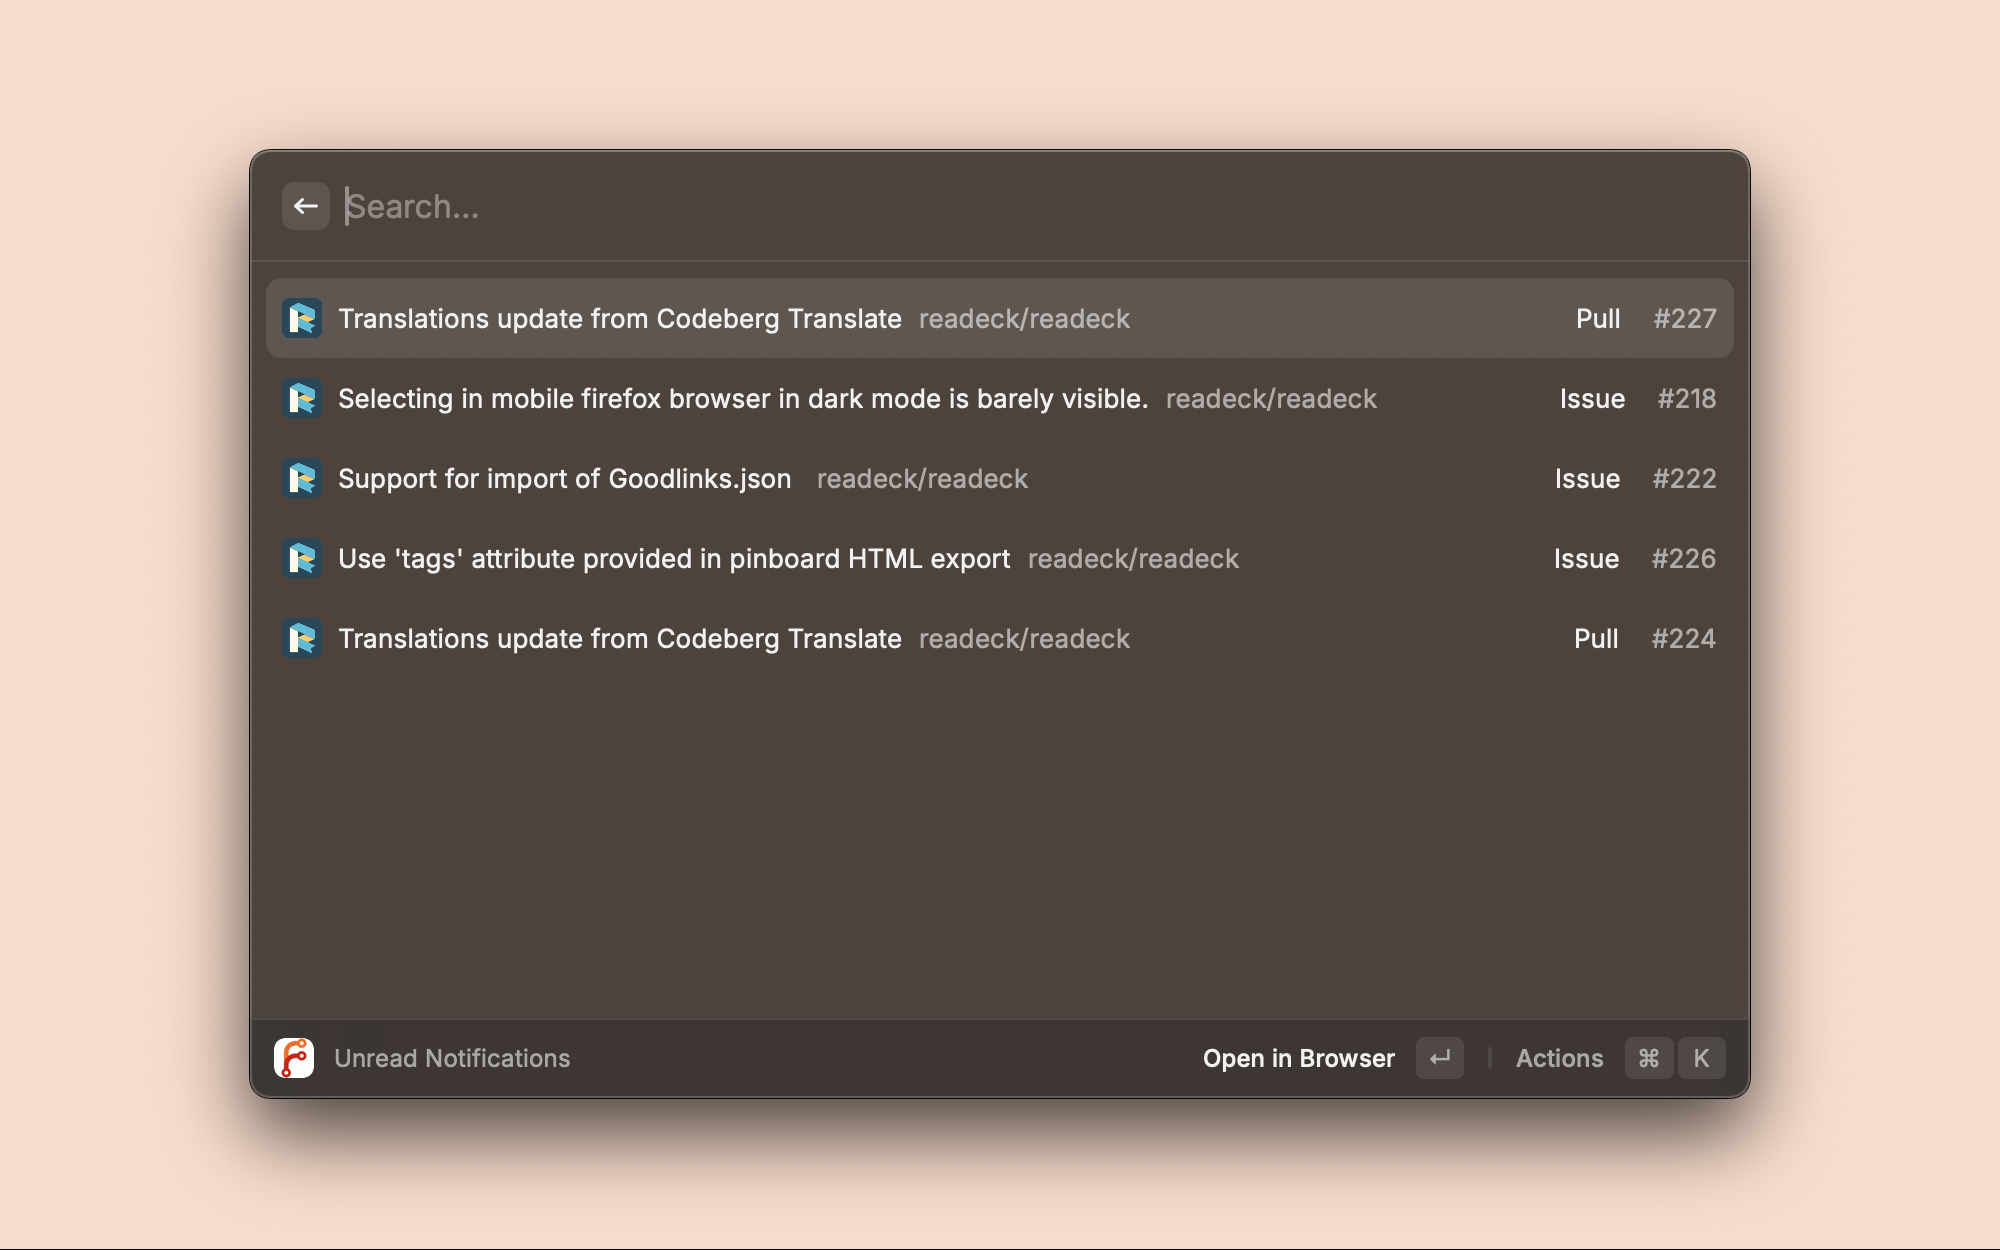 Search...
Translations update from Codeberg Translate readeck/readeck Pull #227
Selecting in mobile firefox browser in dark mode is barely visible. readeck/readeck Issue #218
Support for import of Goodlinks.json readeck/readeck Issue #222
Use 'tags' attribute provided in pinboard HTML export readeck/readeck Issue #226
Translations update from Codeberg Translate readeck/readeck Pull #224
Unread Notifications Open in Browser ↵ Actions ⌘ K